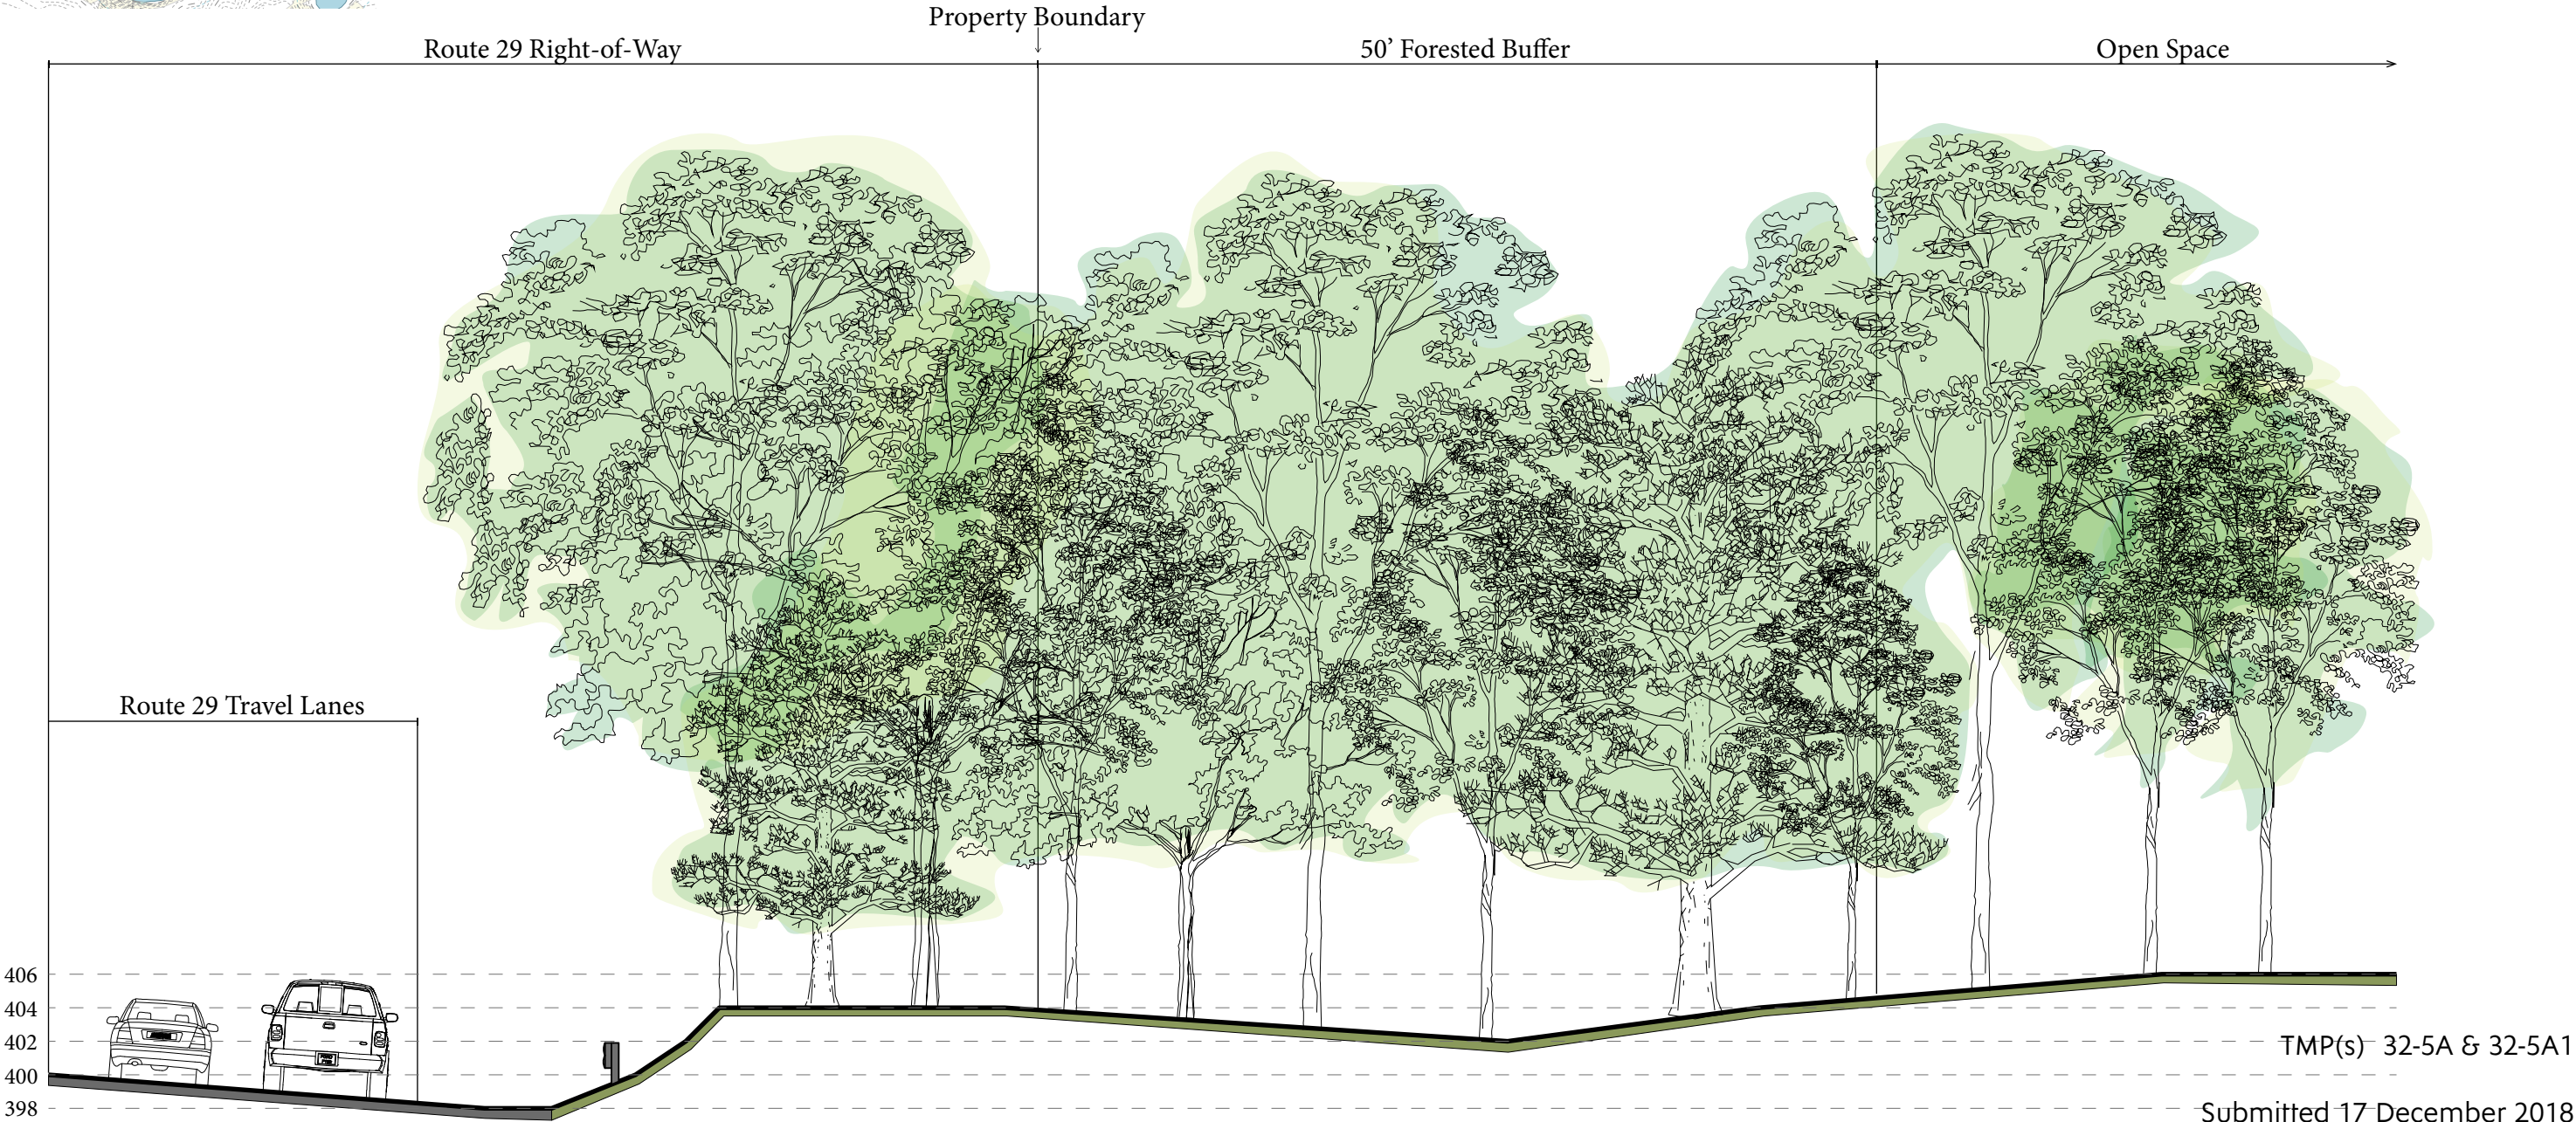 Property Boundary
Route 29 Right-of-Way
50’ Forested Buffer
Open Space
Route 29 Travel Lanes
406
404
402
400
398
TMP(s) 32-5A & 32-5A1
Submitted 17 December 2018